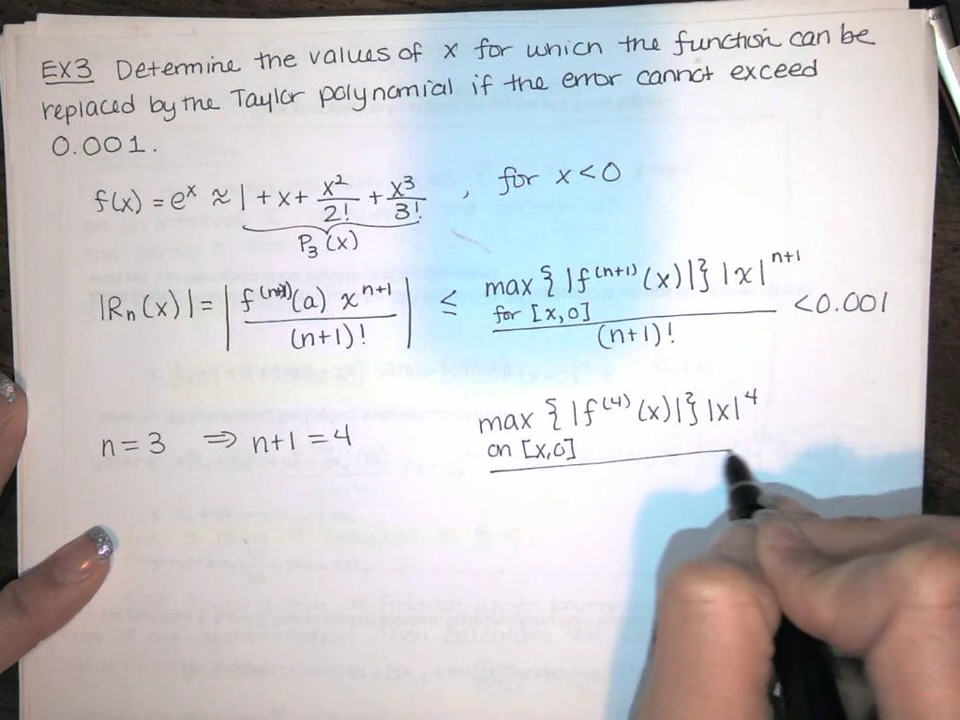 EX3 Determine the values of x for which the function can be
replaced by the Taylor polynomial if the error cannot exceed
0.001.
f(x) = eˣ ≈ 1 + x + x²/2! + x³/3! , for x < 0
P₃(x)
|Rₙ(x)| = | f⁽ⁿ⁺¹⁾(a) xⁿ⁺¹ / (n+1)! | ≤ max { |f⁽ⁿ⁺¹⁾(x)| } |x|ⁿ⁺¹ / (n+1)! < 0.001
for [x,0]
n = 3 ⇒ n+1 = 4 max { |f⁽⁴⁾(x)| } |x|⁴
on [x,0]